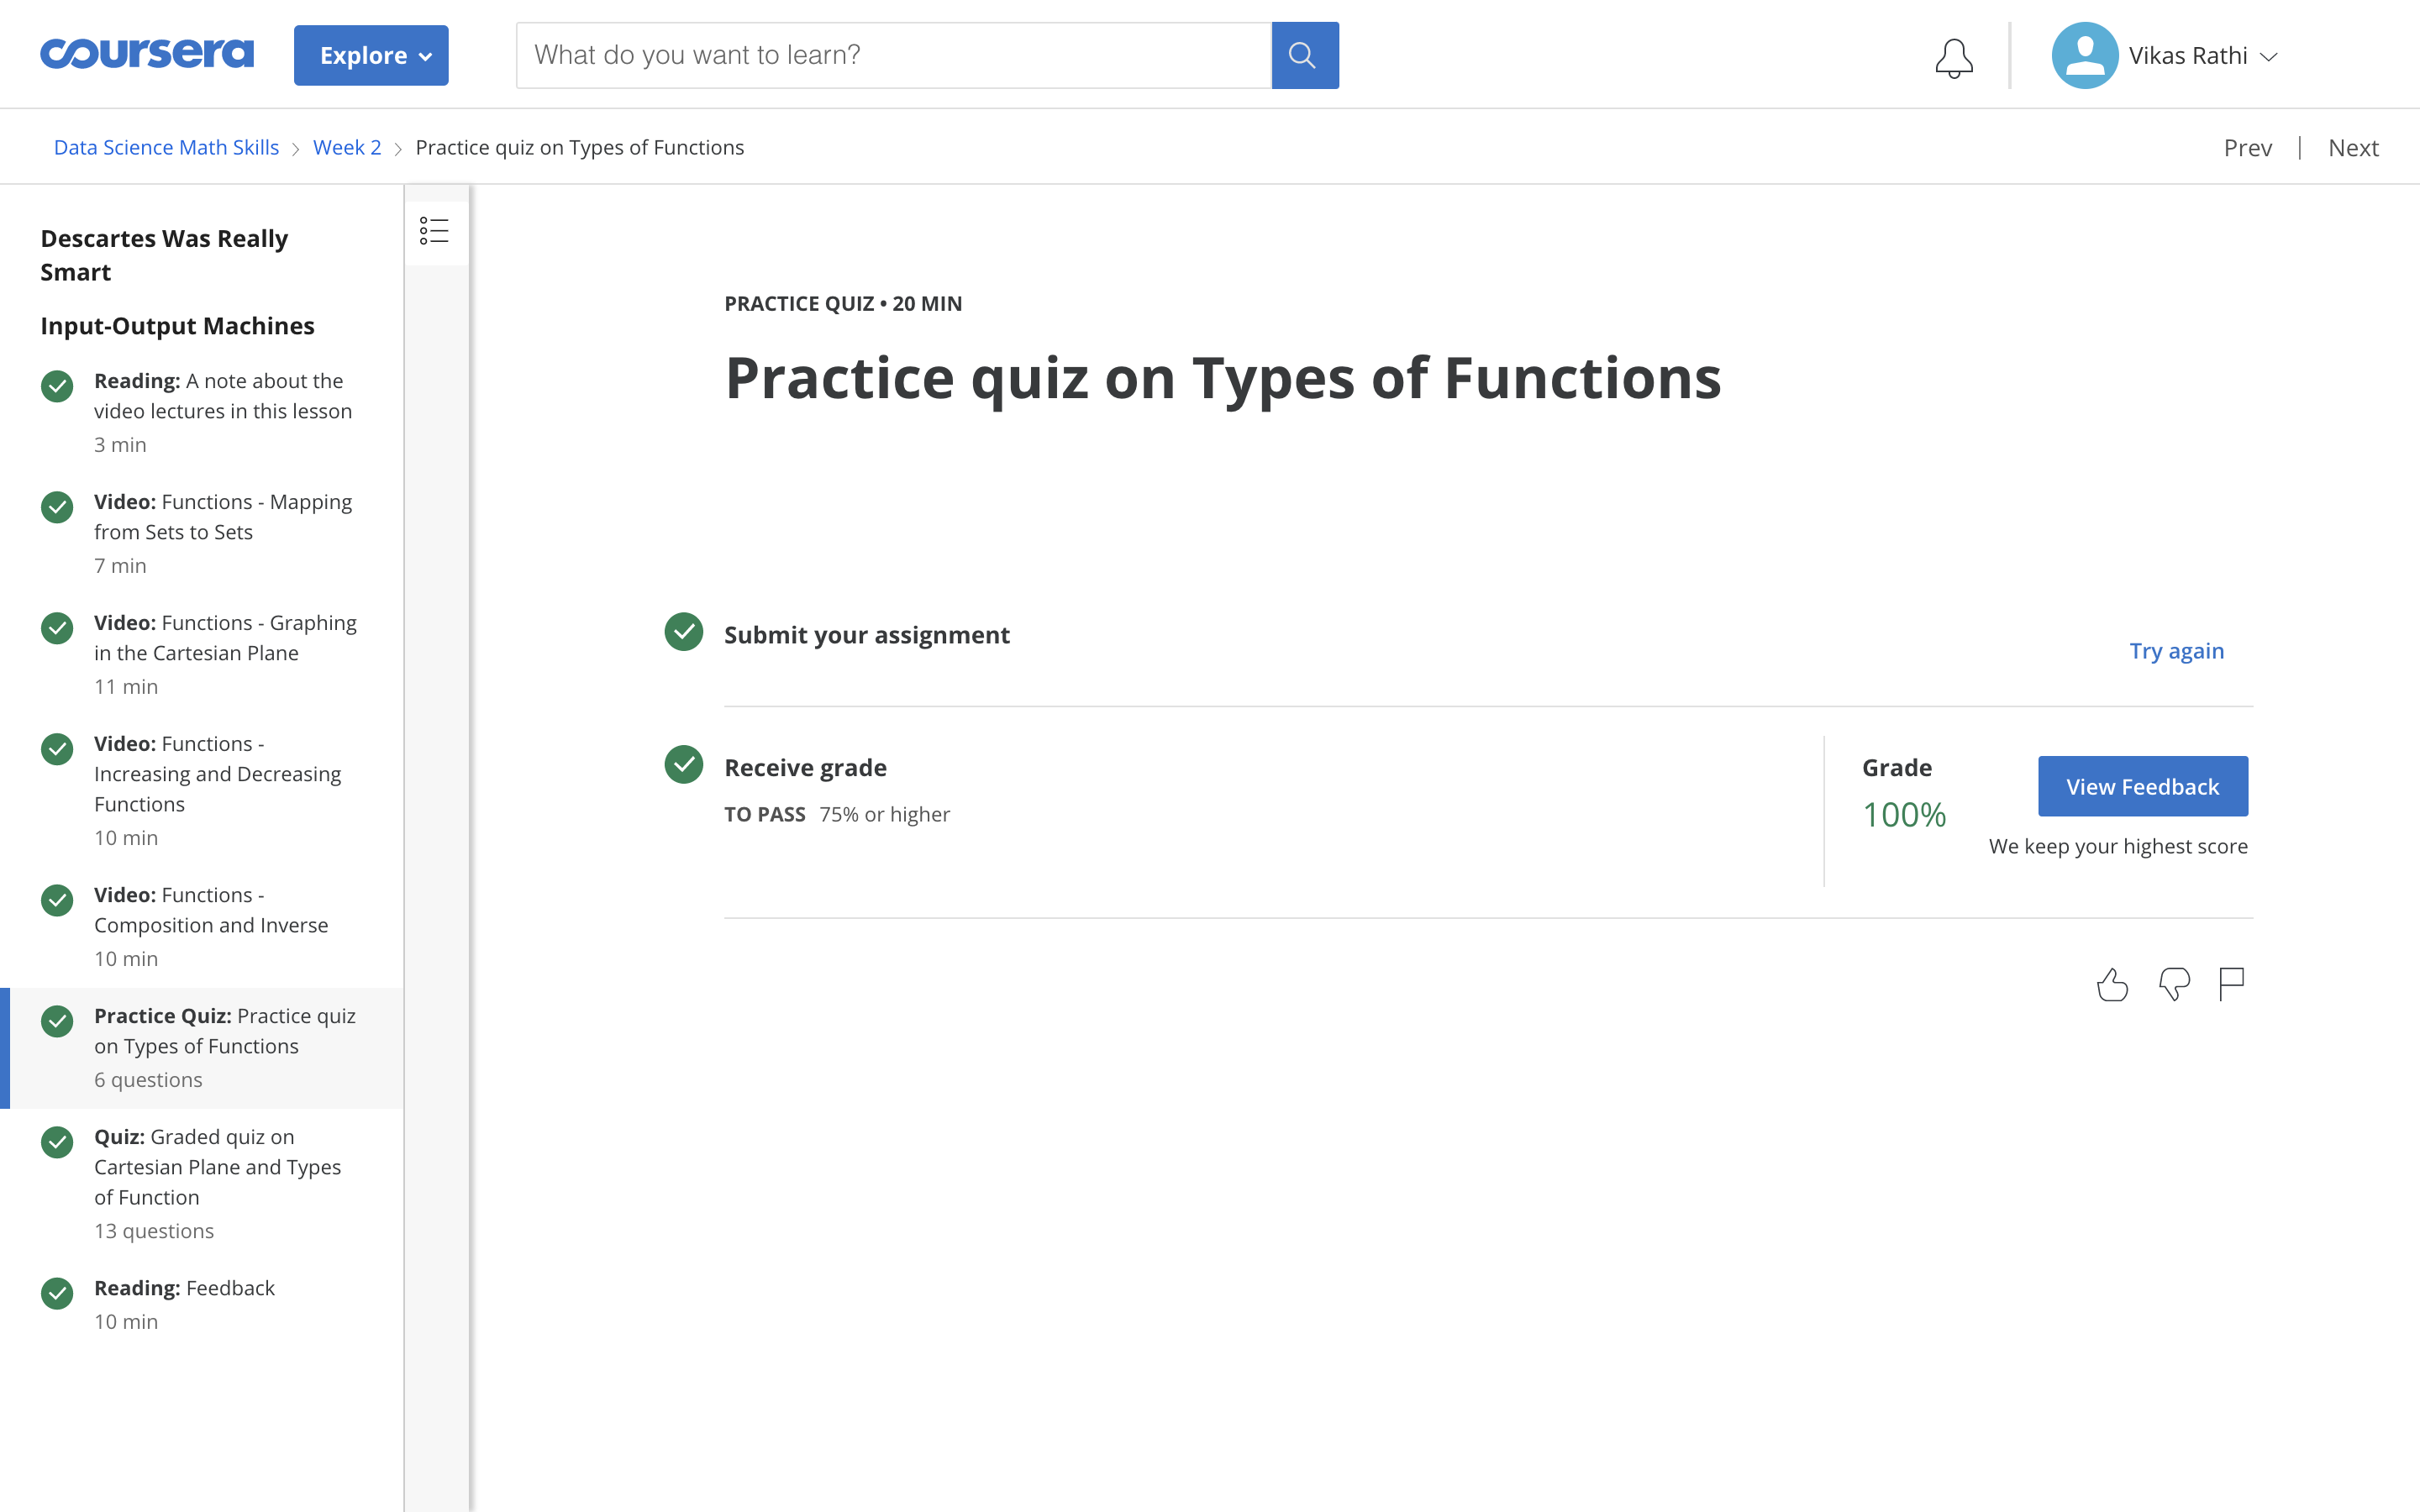 coursera
Explore
What do you want to learn?
Vikas Rathi
Data Science Math Skills
Week 2
Practice quiz on Types of Functions
Prev | Next
Descartes Was Really
Smart
Input-Output Machines
Reading: A note about the
video lectures in this lesson
3 min
Video: Functions - Mapping
from Sets to Sets
7 min
Video: Functions - Graphing
in the Cartesian Plane
11 min
Video: Functions -
Increasing and Decreasing
Functions
10 min
Video: Functions -
Composition and Inverse
10 min
Practice Quiz: Practice quiz
on Types of Functions
6 questions
Quiz: Graded quiz on
Cartesian Plane and Types
of Function
13 questions
Reading: Feedback
10 min
PRACTICE QUIZ • 20 MIN
Practice quiz on Types of Functions
Submit your assignment
Try again
Receive grade
TO PASS 75% or higher
Grade
100%
View Feedback
We keep your highest score